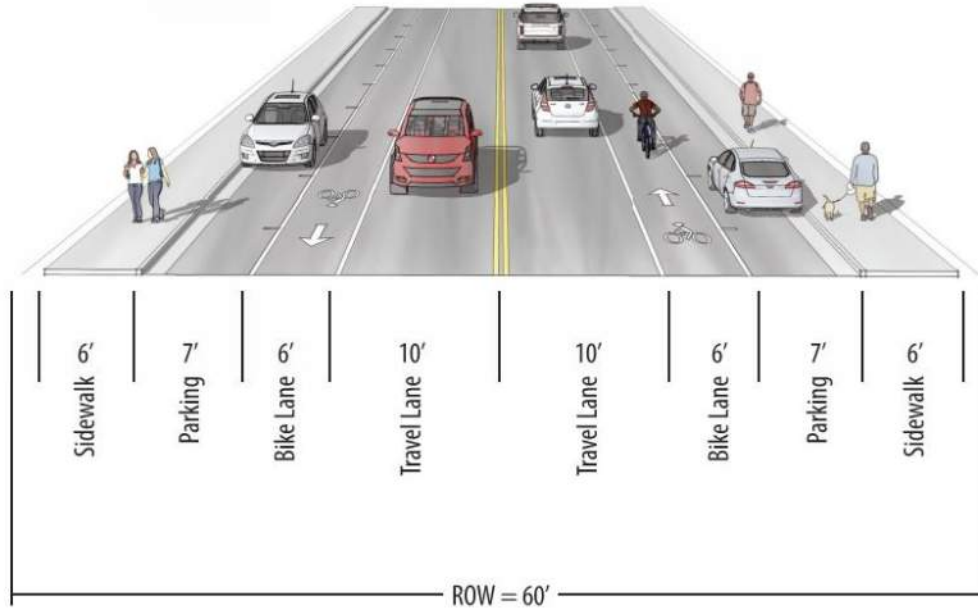 6’ Sidewalk
7’ Parking
6’ Bike Lane
10’ Travel Lane
10’ Travel Lane
6’ Bike Lane
7’ Parking
6’ Sidewalk
ROW = 60’